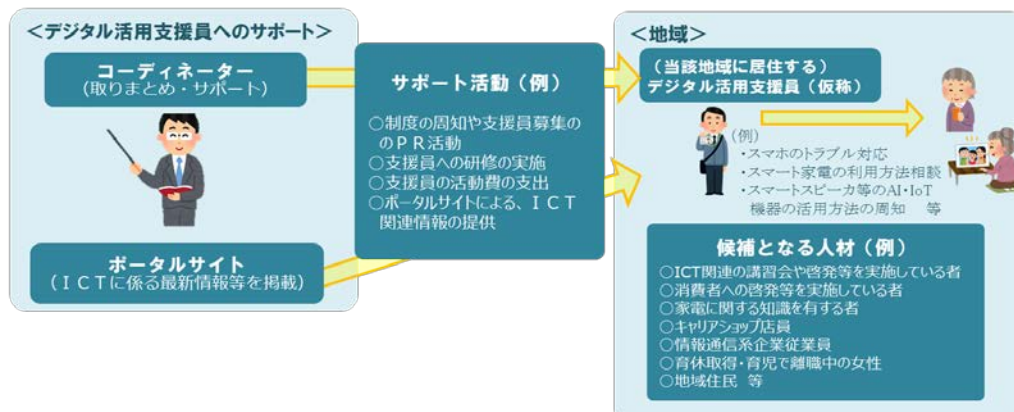 <デジタル活用支援員へのサポート>
コーディネーター
(取りまとめ・サポート)
ポータルサイト
(ＩＣＴに係る最新情報等を掲載)
サポート活動（例）
○制度の周知や支援員募集の
のＰＲ活動
○支援員への研修の実施
○支援員の活動費の支出
○ポータルサイトによる、ＩＣＴ
関連情報の提供
<地域>
（当該地域に居住する）
デジタル活用支援員（仮称）
(例)
・スマホのトラブル対応
・スマート家電の利用方法相談
・スマートスピーカ等のAI・IoT
機器の活用方法の周知　等
候補となる人材（例）
○ICT関連の講習会や啓発等を実施している者
○消費者への啓発等を実施している者
○家電に関する知識を有する者
○キャリアショップ店員
○情報通信系企業従業員
○育休取得・育児で離職中の女性
○地域住民　等